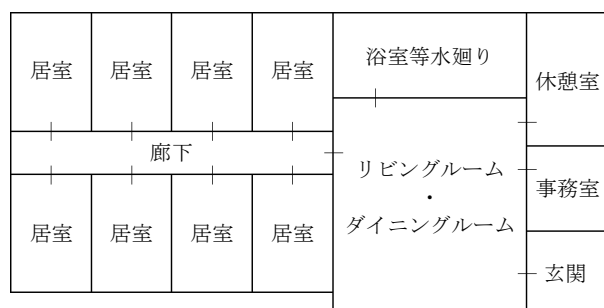 居室 居室 居室 居室
浴室等水廻り
休憩室
廊下
リビングルーム
・
ダイニングルーム
事務室
居室 居室 居室 居室
玄関